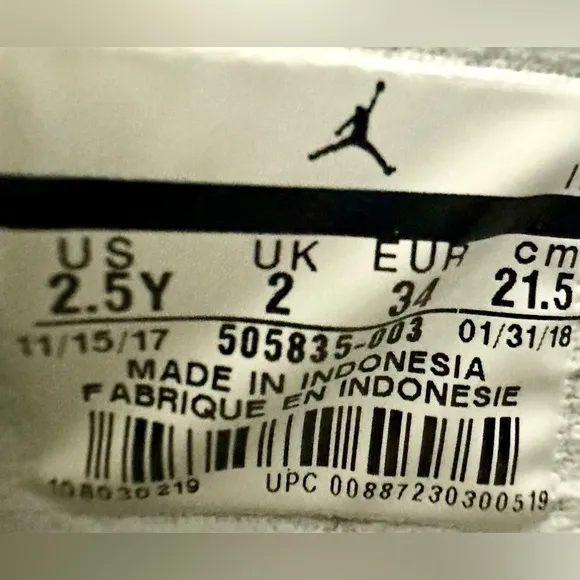 US UK EUR cm
2.5Y 2 34 21.5
11/15/17 505835-003 01/31/18
MADE IN INDONESIA
FABRIQUE EN INDONESIE
108030219 UPC 00887230300519